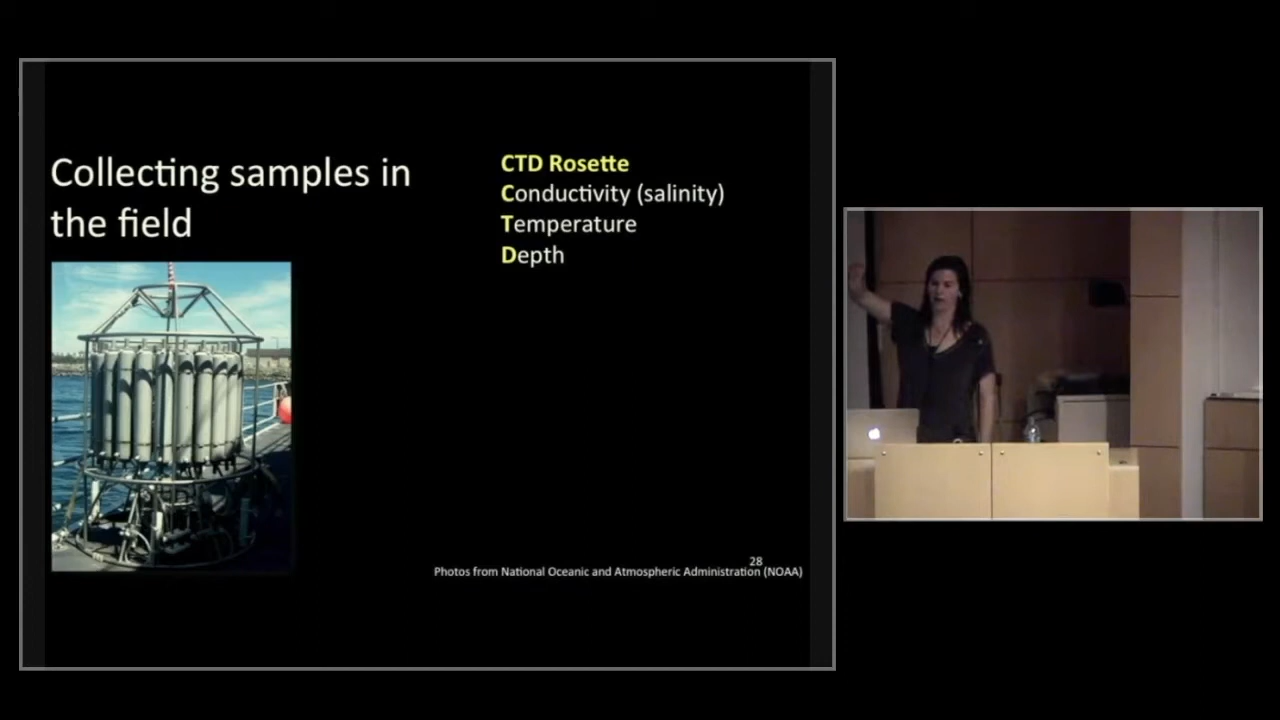 Collecting samples in
the field
CTD Rosette
Conductivity (salinity)
Temperature
Depth
28
Photos from National Oceanic and Atmospheric Administration (NOAA)